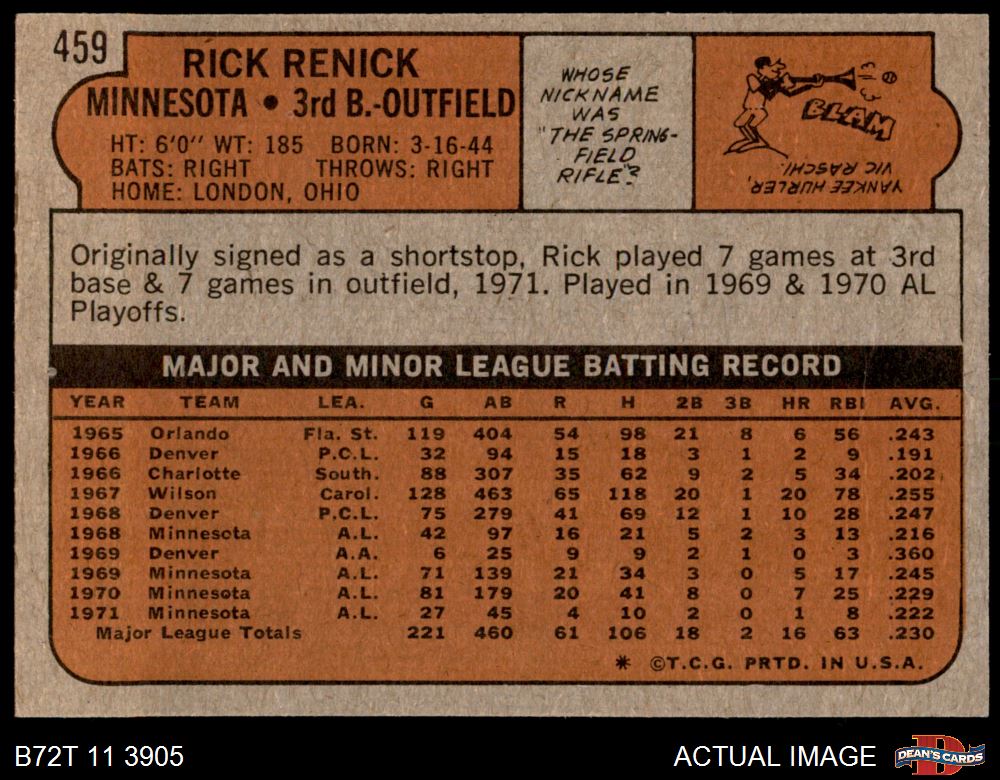 459
RICK RENICK
MINNESOTA • 3rd B.-OUTFIELD
HT: 6'0" WT: 185 BORN: 3-16-44
BATS: RIGHT THROWS: RIGHT
HOME: LONDON, OHIO
WHOSE
NICKNAME
WAS
"THE SPRING-
FIELD
RIFLE"?
BLAM
YANKEE HURLER,
VIC RASCHI.
Originally signed as a shortstop, Rick played 7 games at 3rd
base & 7 games in outfield, 1971. Played in 1969 & 1970 AL
Playoffs.
MAJOR AND MINOR LEAGUE BATTING RECORD
YEAR TEAM LEA. G AB R H 2B 3B HR RBI AVG.
1965 Orlando Fla. St. 119 404 54 98 21 8 6 56 .243
1966 Denver P.C.L. 32 94 15 18 3 1 2 9 .191
1966 Charlotte South. 88 307 35 62 9 2 5 34 .202
1967 Wilson Carol. 128 463 65 118 20 1 20 78 .255
1968 Denver P.C.L. 75 279 41 69 12 1 10 28 .247
1968 Minnesota A.L. 42 97 16 21 5 2 3 13 .216
1969 Denver A.A. 6 25 9 9 2 1 0 3 .360
1969 Minnesota A.L. 71 139 21 34 3 0 5 17 .245
1970 Minnesota A.L. 81 179 20 41 8 0 7 25 .229
1971 Minnesota A.L. 27 45 4 10 2 0 1 8 .222
Major League Totals 221 460 61 106 18 2 16 63 .230
* ©T.C.G. PRTD. IN U.S.A.
B72T 11 3905
ACTUAL IMAGE
DEAN'S CARDS